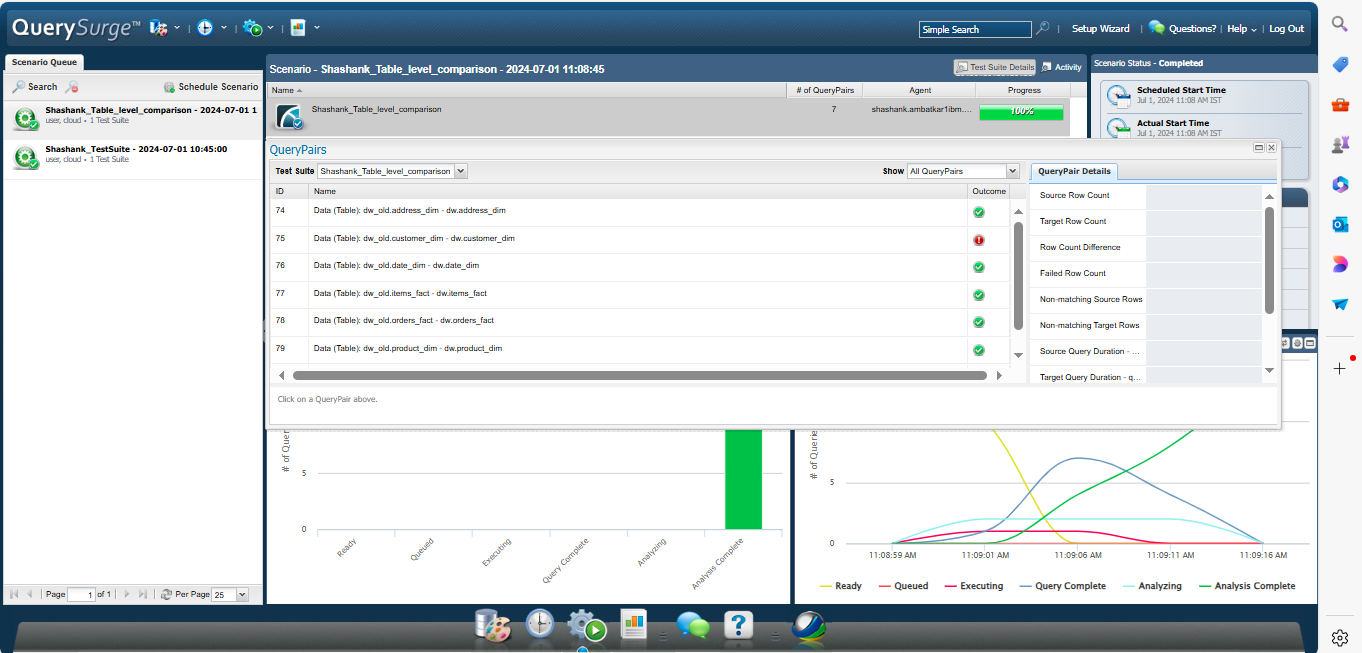 QuerySurge™
Simple Search
Setup Wizard
Questions?
Help
Log Out
Scenario Queue
Search
Schedule Scenario
Shashank_Table_level_comparison - 2024-07-01 1
user, cloud • 1 Test Suite
Shashank_TestSuite - 2024-07-01 10:45:00
user, cloud • 1 Test Suite
Page 1 of 1
Per Page 25
Scenario - Shashank_Table_level_comparison - 2024-07-01 11:08:45
Test Suite Details
Activity
Name # of QueryPairs Agent Progress
Shashank_Table_level_comparison 7 shashank.ambatkar1ibm.... 100%
Scenario Status - Completed
Scheduled Start Time
Jul 1, 2024 11:08 AM IST
Actual Start Time
Jul 1, 2024 11:08 AM IST
QueryPairs
Test Suite Shashank_Table_level_comparison
Show All QueryPairs
ID Name Outcome
74 Data (Table): dw_old.address_dim - dw.address_dim
75 Data (Table): dw_old.customer_dim - dw.customer_dim
76 Data (Table): dw_old.date_dim - dw.date_dim
77 Data (Table): dw_old.items_fact - dw.items_fact
78 Data (Table): dw_old.orders_fact - dw.orders_fact
79 Data (Table): dw_old.product_dim - dw.product_dim
Click on a QueryPair above.
QueryPair Details
Source Row Count
Target Row Count
Row Count Difference
Failed Row Count
Non-matching Source Rows
Non-matching Target Rows
Source Query Duration - ...
Target Query Duration - q...
# of Queri
5
0
Ready
Queued
Executing
Query Complete
Analyzing
Analysis Complete
# of Querie
5
0
11:08:59 AM 11:09:01 AM 11:09:06 AM 11:09:11 AM 11:09:16 AM
Ready Queued Executing Query Complete Analyzing Analysis Complete